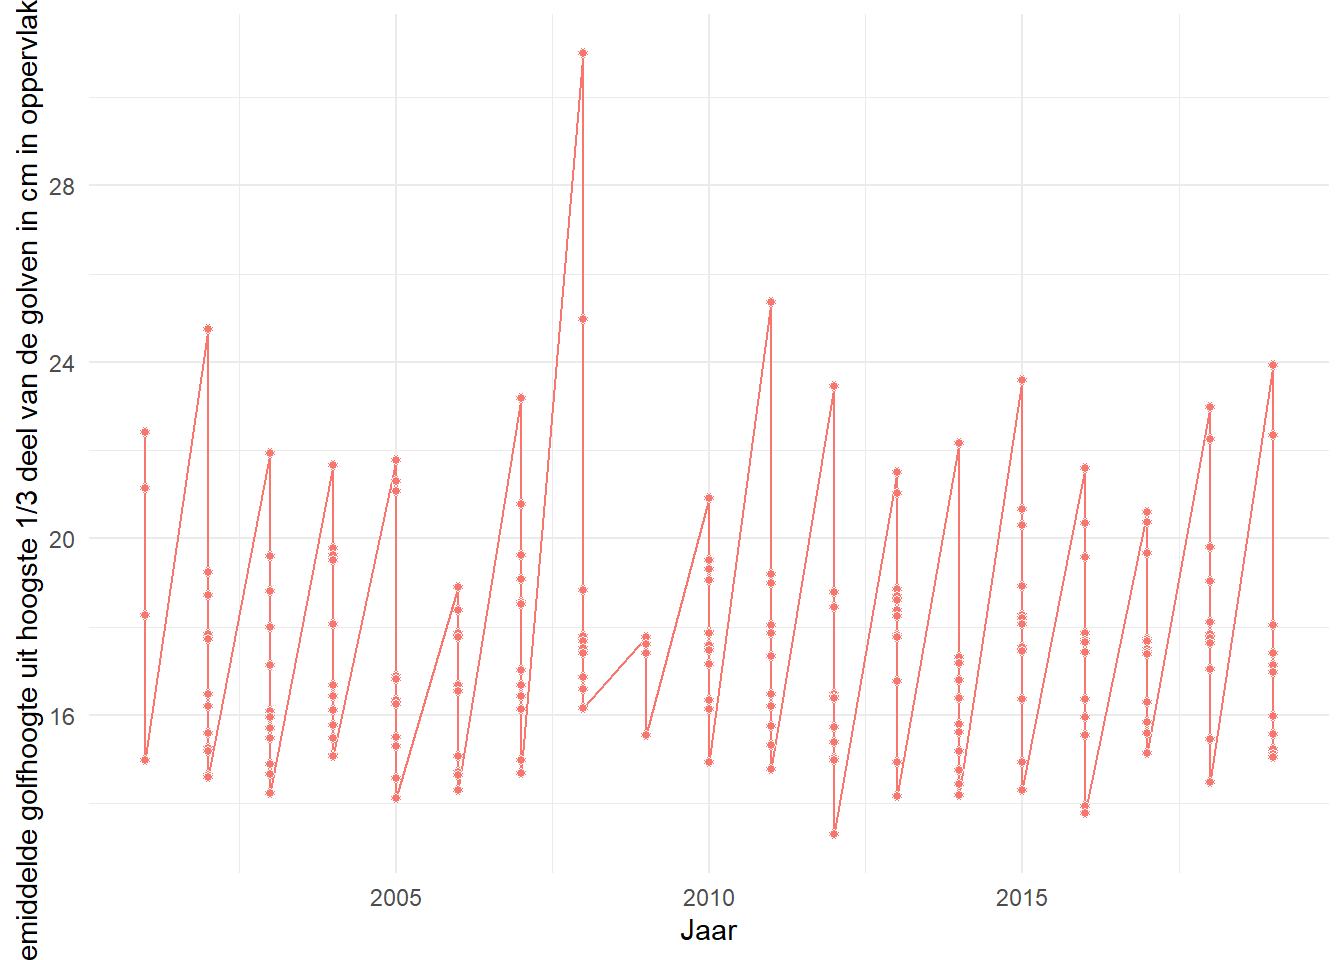 emiddelde golfhoogte uit hoogste 1/3 deel van de golven in cm in oppervlak
28
24
20
16
2005 2010 2015
Jaar